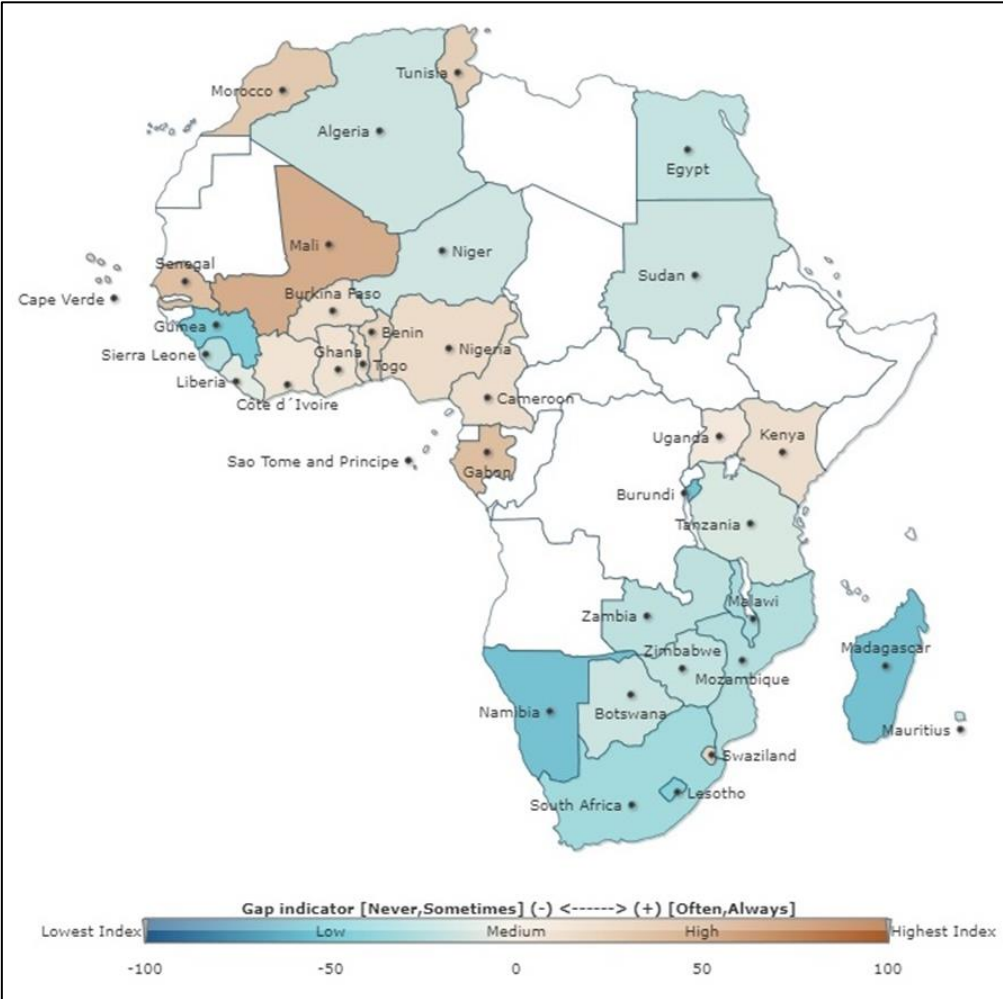 Tunisia
Morocco
Algeria
Egypt
Mali
Niger
Senegal
Sudan
Burkina Faso
Cape Verde
Guinea
Benin
Nigeria
Sierra Leone
Ghana
Togo
Liberia
Cameroon
Côte d´Ivoire
Uganda
Kenya
Sao Tome and Principe
Gabon
Burundi
Tanzania
Malawi
Zambia
Zimbabwe
Madagascar
Mozambique
Namibia
Botswana
Mauritius
Swaziland
South Africa
Lesotho
Gap indicator [Never,Sometimes] (-) <------> (+) [Often,Always]
Lowest Index Low Medium High Highest Index
-100 -50 0 50 100